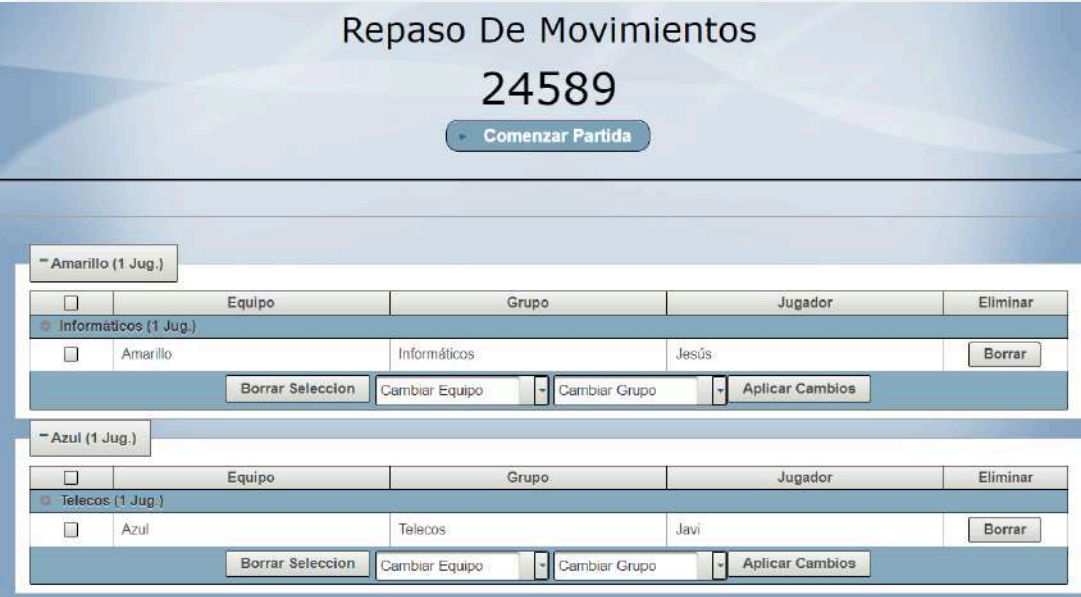 Repaso De Movimientos
24589
Comenzar Partida
Amarillo (1 Jug.)
Equipo Grupo Jugador Eliminar
Informáticos (1 Jug.)
Amarillo Informáticos Jesús Borrar
Borrar Seleccion Cambiar Equipo Cambiar Grupo Aplicar Cambios
Azul (1 Jug.)
Equipo Grupo Jugador Eliminar
Telecos (1 Jug.)
Azul Telecos Javi Borrar
Borrar Seleccion Cambiar Equipo Cambiar Grupo Aplicar Cambios